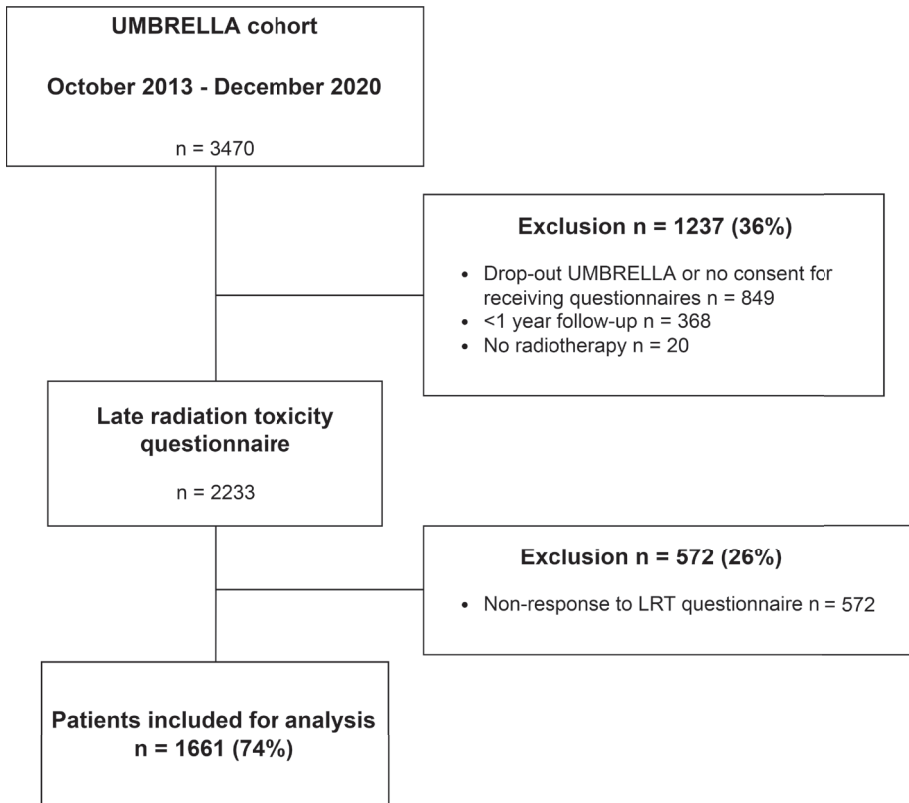 UMBRELLA cohort
October 2013 - December 2020
n = 3470
Exclusion n = 1237 (36%)
• Drop-out UMBRELLA or no consent for
receiving questionnaires n = 849
• <1 year follow-up n = 368
• No radiotherapy n = 20
Late radiation toxicity
questionnaire
n = 2233
Exclusion n = 572 (26%)
• Non-response to LRT questionnaire n = 572
Patients included for analysis
n = 1661 (74%)